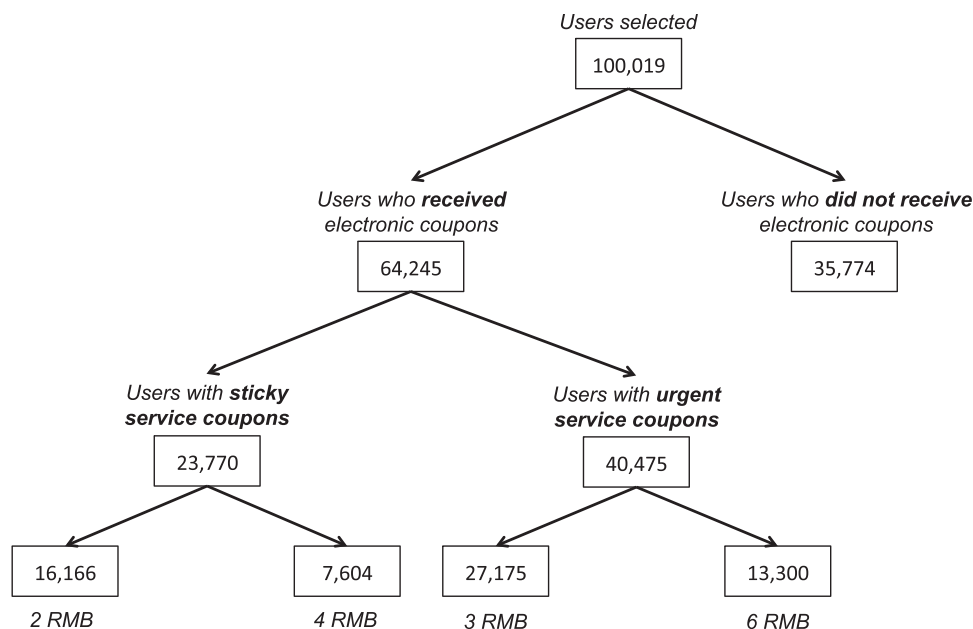 Users selected
100,019
Users who received
electronic coupons
64,245
Users who did not receive
electronic coupons
35,774
Users with sticky
service coupons
23,770
Users with urgent
service coupons
40,475
16,166
2 RMB
7,604
4 RMB
27,175
3 RMB
13,300
6 RMB